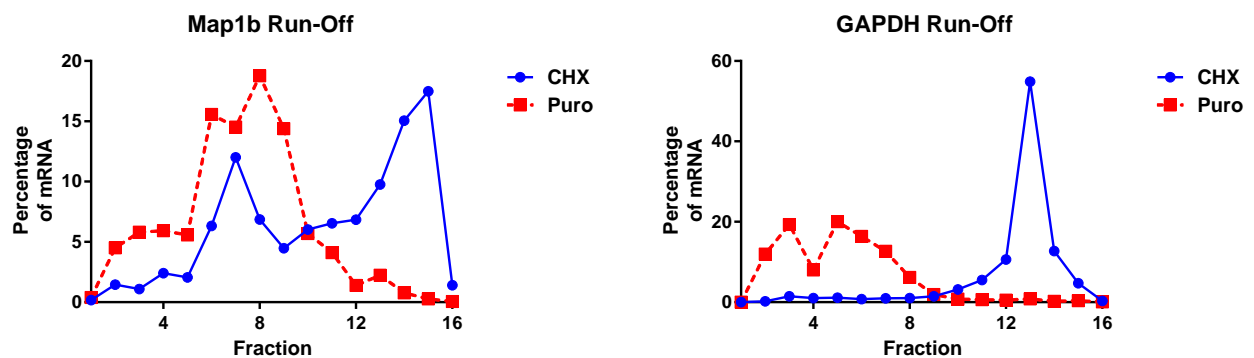 Map1b Run-Off
20
15
10
5
0
4
8
12
16
Percentage
of mRNA
Fraction
CHX
Puro
GAPDH Run-Off
60
40
20
0
4
8
12
16
Percentage
of mRNA
Fraction
CHX
Puro